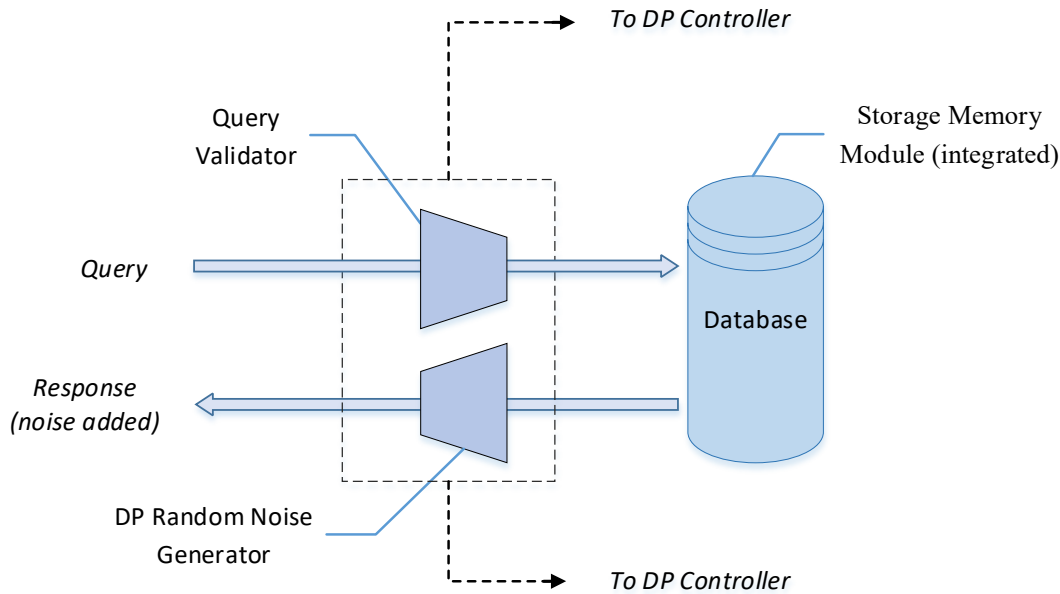 To DP Controller
Query
Validator
Storage Memory
Module (integrated)
Query
Database
Response
(noise added)
DP Random Noise
Generator
To DP Controller